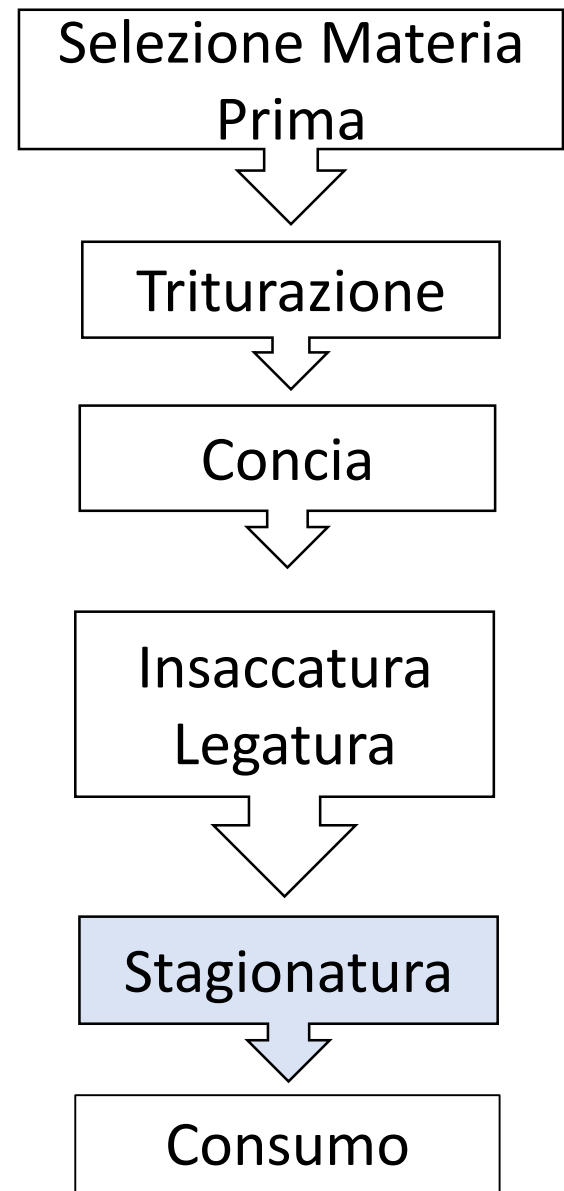 Selezione Materia
Prima
Triturazione
Concia
Insaccatura
Legatura
Stagionatura
Consumo